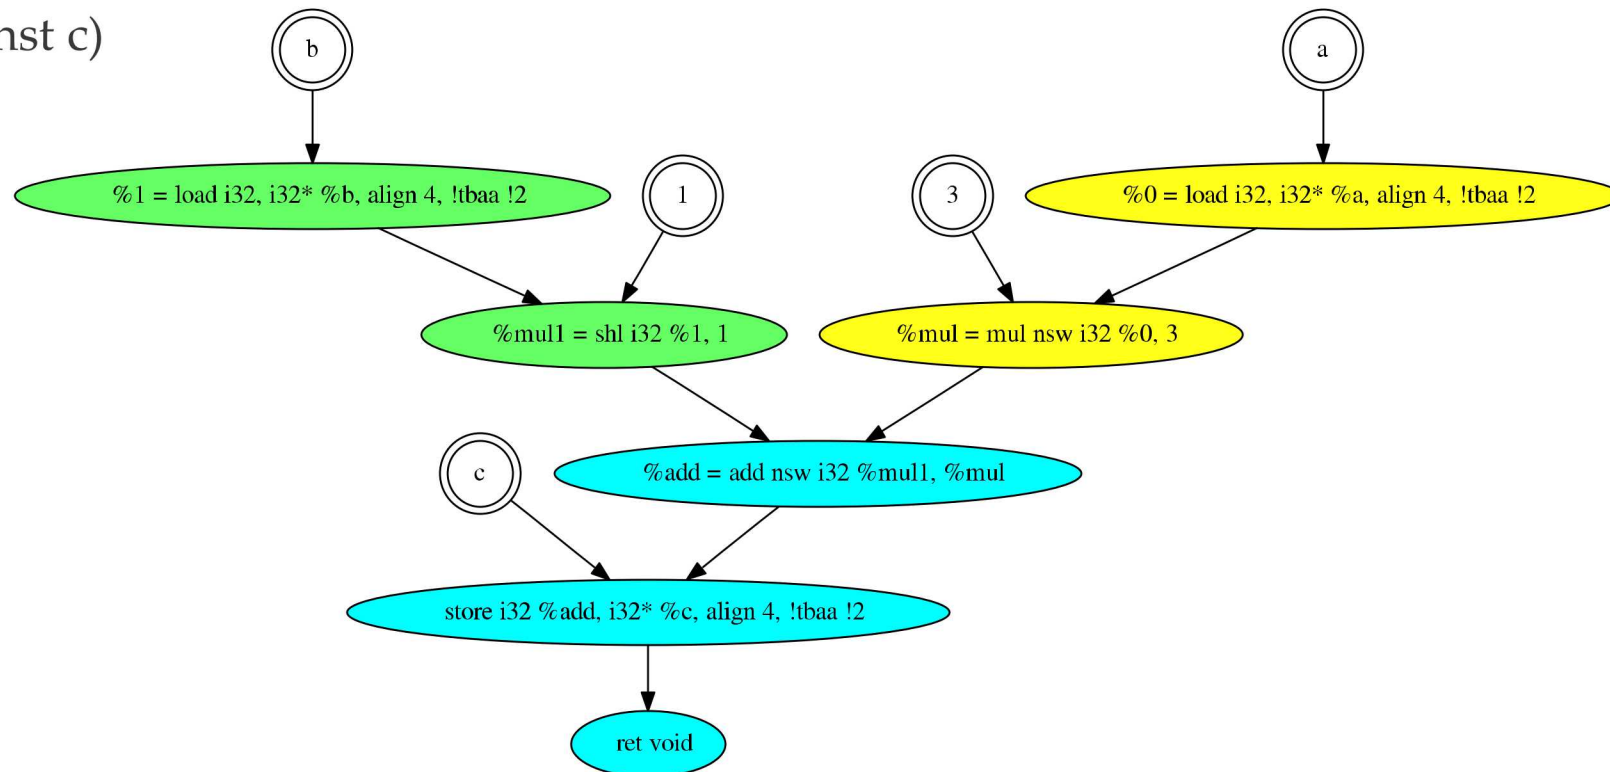 nst c)
b
a
%1 = load i32, i32* %b, align 4, !tbaa !2
1
3
%0 = load i32, i32* %a, align 4, !tbaa !2
%mul1 = shl i32 %1, 1
%mul = mul nsw i32 %0, 3
c
%add = add nsw i32 %mul1, %mul
store i32 %add, i32* %c, align 4, !tbaa !2
ret void